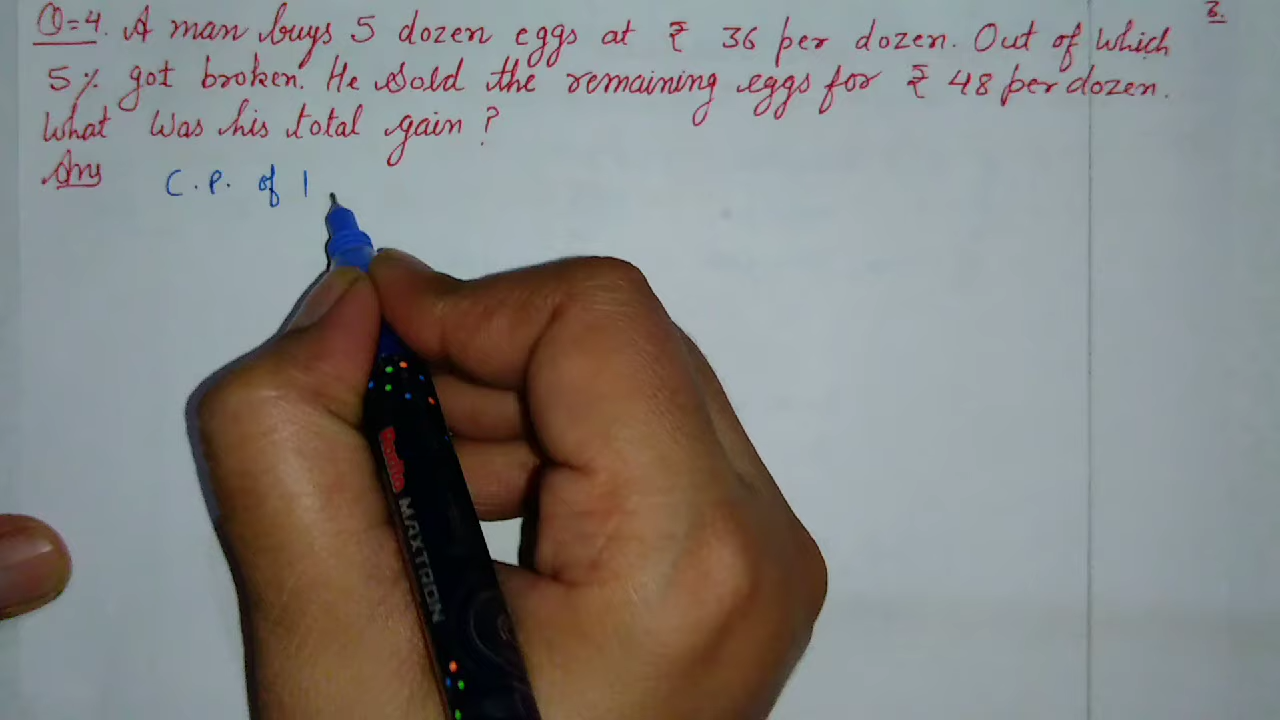 3.
Q=4. A man buys 5 dozen eggs at ₹ 36 per dozen. Out of which
5% got broken. He sold the remaining eggs for ₹ 48 per dozen.
What was his total gain?
Ans C.P. of 1
MAXTRON